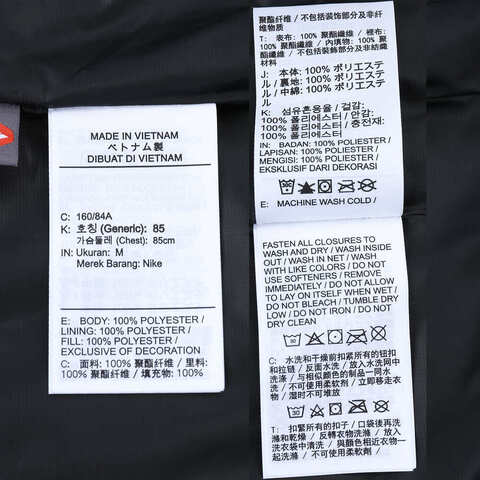 MADE IN VIETNAM
ベトナム製
DIBUAT DI VIETNAM
C: 160/84A
K: 호칭 (Generic): 85
가슴둘레 (Chest): 85cm
IN: Ukuran: M
Merek Barang: Nike
E: BODY: 100% POLYESTER /
LINING: 100% POLYESTER /
FILL: 100% POLYESTER /
EXCLUSIVE OF DECORATION
C: 面料: 100% 聚酯纤维 / 里料:
100% 聚酯纤维 / 填充物: 100%
聚酯纤维 / 不包括装饰部分及非纤
维物质
T: 表布: 100% 聚酯纖維 / 裡布:
100% 聚酯纖維 / 內填物: 100%
聚酯纖維 / 不包括裝飾部分及非紡織
材料
J: 本体: 100% ポリエステ
ル / 裏地: 100% ポリエステ
ル / 中綿: 100% ポリエステ
ル
K: 섬유혼용율 / 겉감:
100% 폴리에스터 / 안감:
100% 폴리에스터 / 충전재:
100% 폴리에스터
IN: BADAN: 100% POLYESTER /
LAPISAN: 100% POLYESTER /
MENGISI: 100% POLYESTER /
EKSKLUSIF DARI DEKORASI
E: MACHINE WASH COLD /
FASTEN ALL CLOSURES TO
WASH AND DRY / WASH INSIDE
OUT / WASH IN NET / WASH
WITH LIKE COLORS / DO NOT
USE SOFTENERS / REMOVE
IMMEDIATELY / DO NOT ALLOW
TO LAY ON ITSELF WHEN WET /
DO NOT BLEACH / TUMBLE DRY
LOW / DO NOT IRON / DO NOT
DRY CLEAN
C: 水洗和干燥前扣紧所有的钮扣
和拉链 / 反面水洗 / 放入洗衣网水
洗 / 与相似颜色的制品一同水
洗 / 不可使用柔软剂 / 立即移走衣
物 / 湿时不可堆放
T: 扣緊所有的扣子 / 口袋後再洗
滌和乾燥 / 反轉衣物洗滌 / 放入
洗衣袋中清洗 / 與顏色相近衣物一
起洗滌 / 不可使用柔軟劑 /